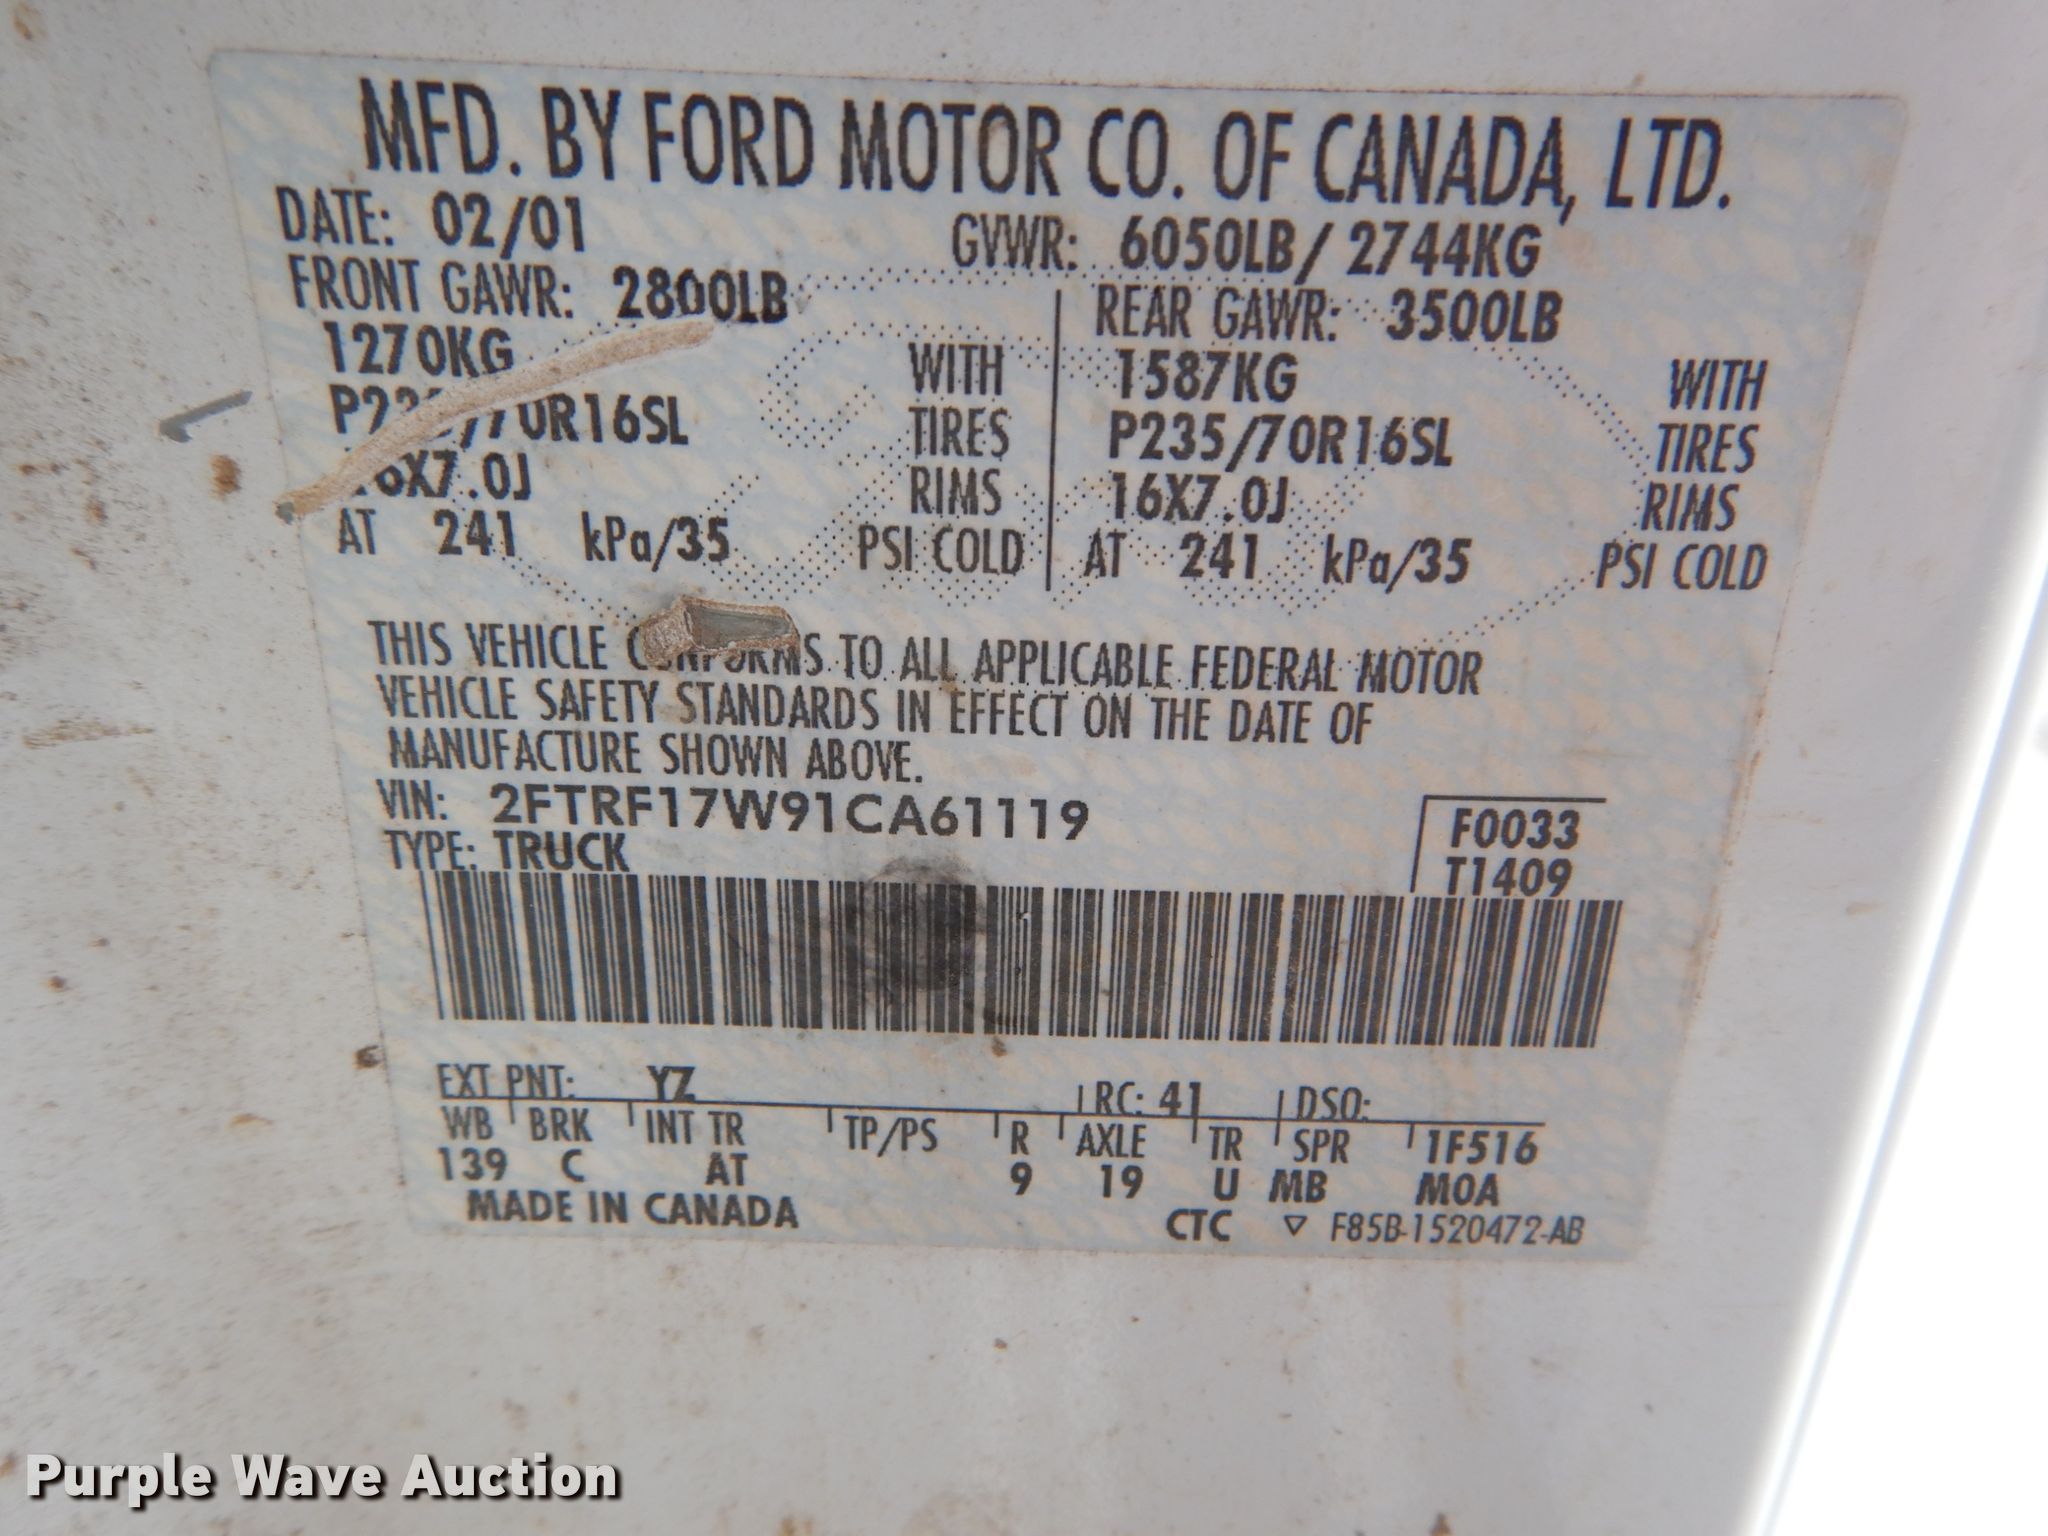 MFD. BY FORD MOTOR CO. OF CANADA, LTD.
DATE: 02/01 GVWR: 6050LB/2744KG
FRONT GAWR: 2800LB REAR GAWR: 3500LB
1270KG WITH 1587KG WITH
/70R16SL TIRES P235/70R16SL TIRES
16X7.0J RIMS 16X7.0J RIMS
AT 241 kPa/35 PSI COLD AT 241 kPa/35 PSI COLD
THIS VEHICLE CONFORMS TO ALL APPLICABLE FEDERAL MOTOR
VEHICLE SAFETY STANDARDS IN EFFECT ON THE DATE OF
MANUFACTURE SHOWN ABOVE.
VIN: 2FTRF17W91CA61119 F0033
TYPE: TRUCK T1409
EXT PNT: YZ RC: 41 DSO:
WB BRK INT TR TP/PS R AXLE TR SPR 1F516
139 C AT 9 19 U MB MOA
MADE IN CANADA CTC ▽ F85B-1520472-AB
Purple Wave Auction